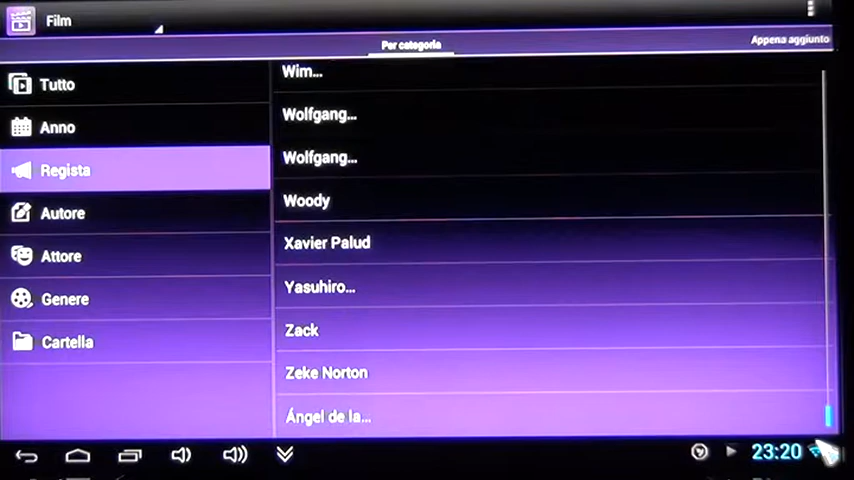 Film
Per categoria
Appena aggiunto
Tutto
Anno
Regista
Autore
Attore
Genere
Cartella
Wim...
Wolfgang...
Wolfgang...
Woody
Xavier Palud
Yasuhiro...
Zack
Zeke Norton
Ángel de la...
23:20